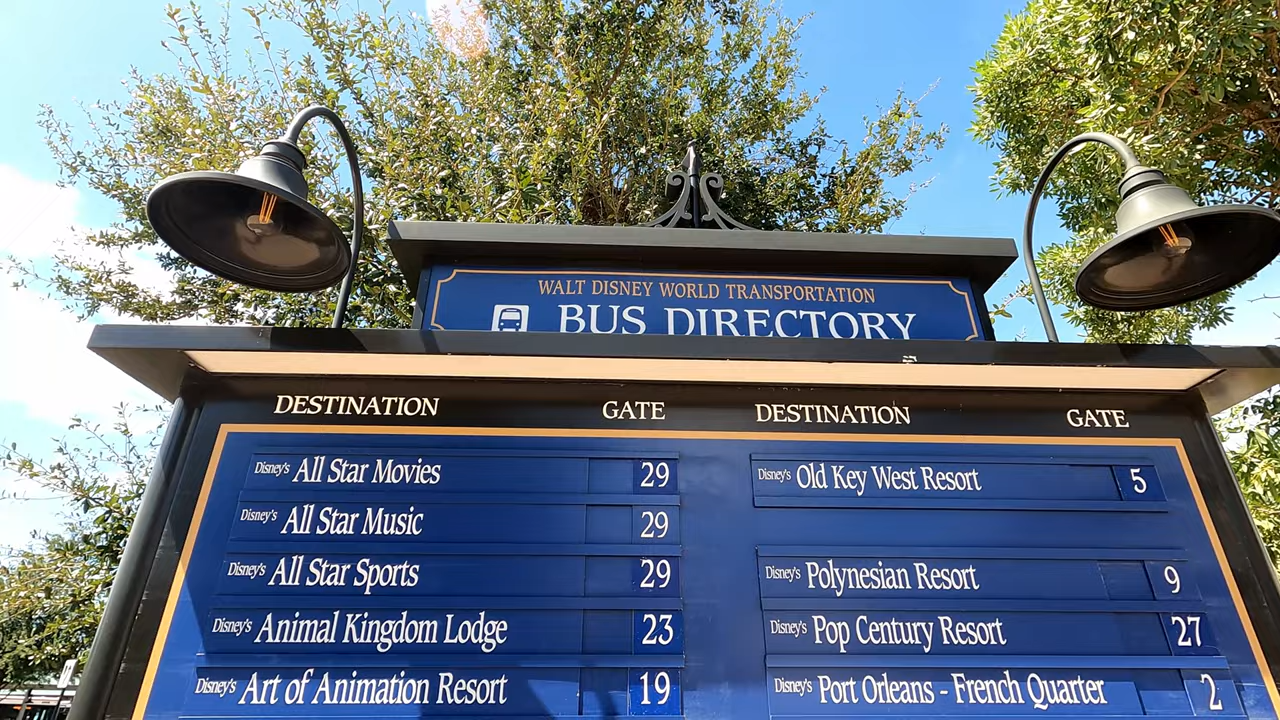 WALT DISNEY WORLD TRANSPORTATION
BUS DIRECTORY
DESTINATION GATE DESTINATION GATE
Disney's All Star Movies 29
Disney's All Star Music 29
Disney's All Star Sports 29
Disney's Animal Kingdom Lodge 23
Disney's Art of Animation Resort 19
Disney's Old Key West Resort 5
Disney's Polynesian Resort 9
Disney's Pop Century Resort 27
Disney's Port Orleans - French Quarter 2